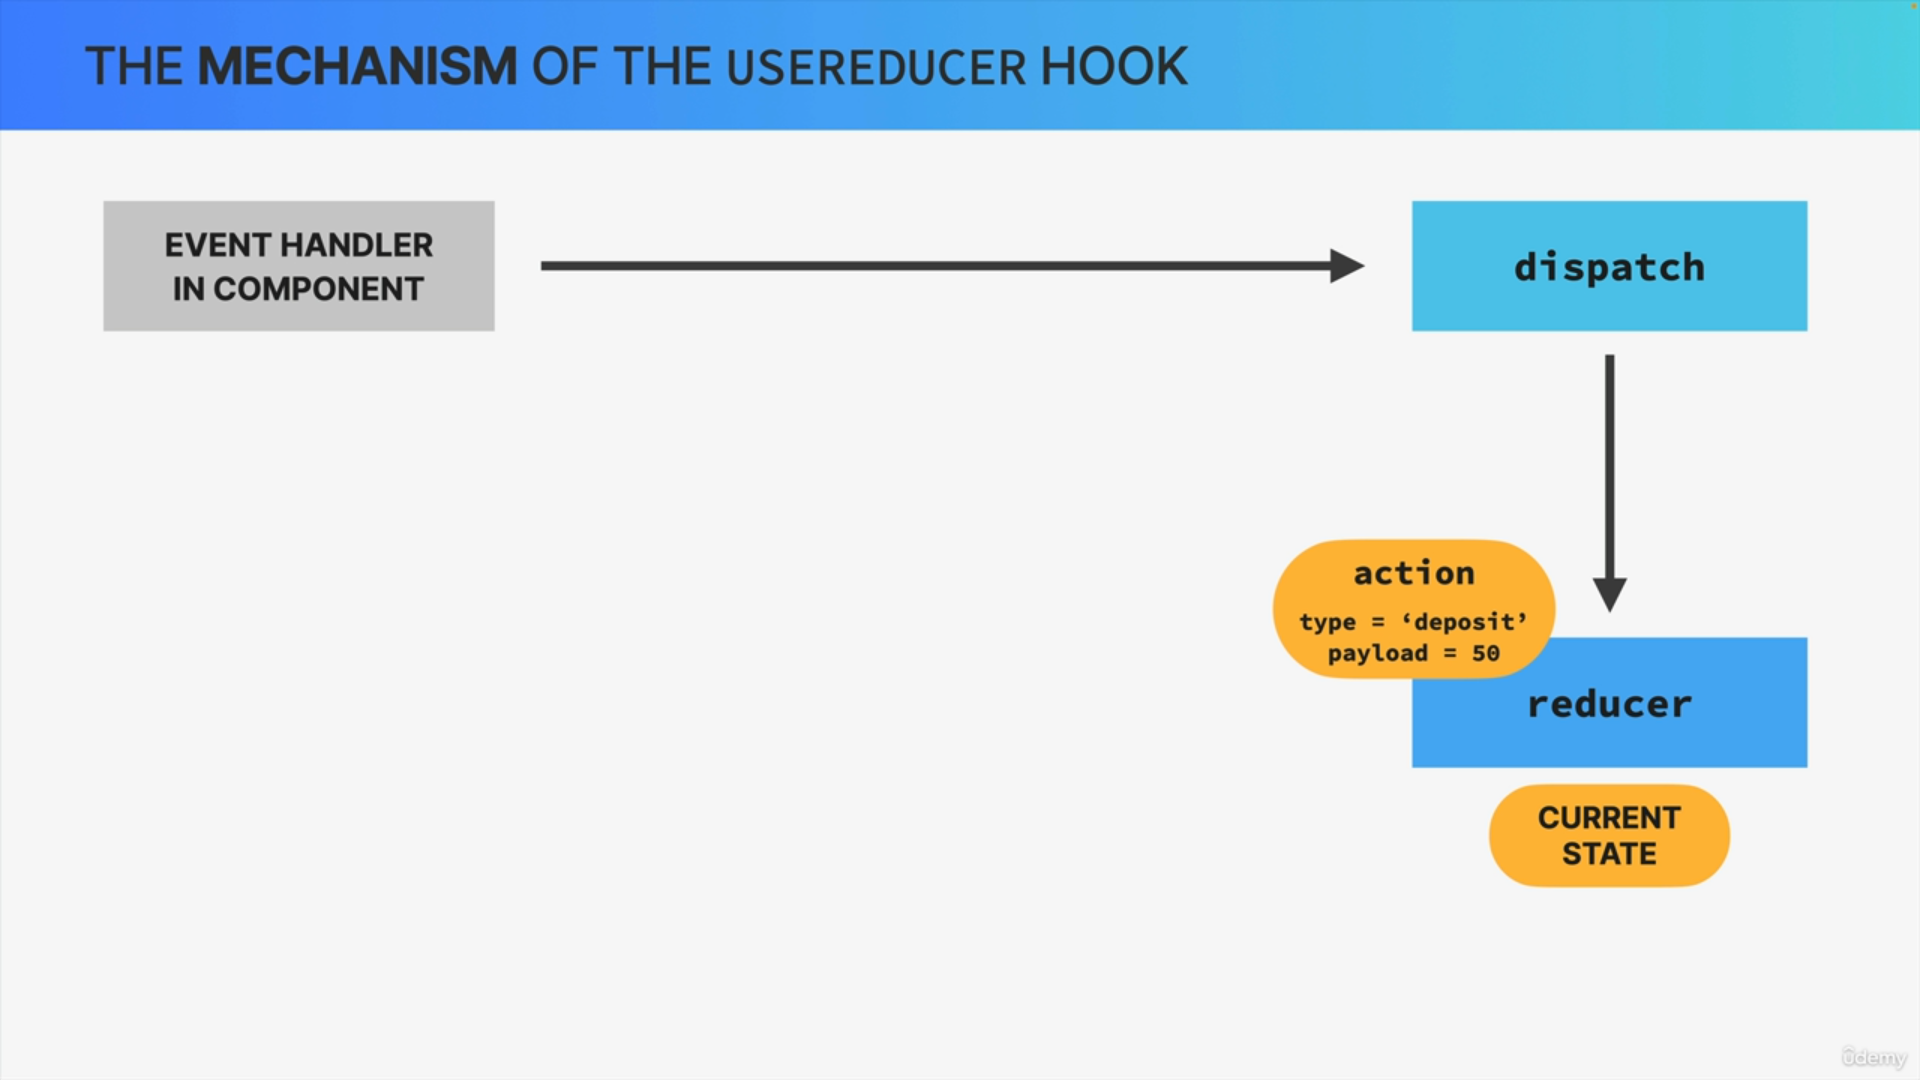 THE MECHANISM OF THE USEREDUCER HOOK
EVENT HANDLER
IN COMPONENT
dispatch
action
type = ‘deposit’
payload = 50
reducer
CURRENT
STATE
ûdemy